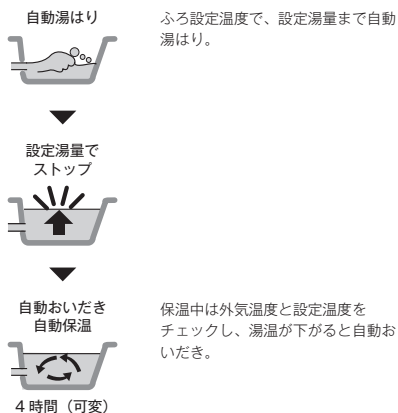 自動湯はり
ふろ設定温度で、設定湯量まで自動
湯はり。
設定湯量で
ストップ
自動おいだき
自動保温
保温中は外気温度と設定温度を
チェックし、湯温が下がると自動お
いだき。
4 時間（可変）